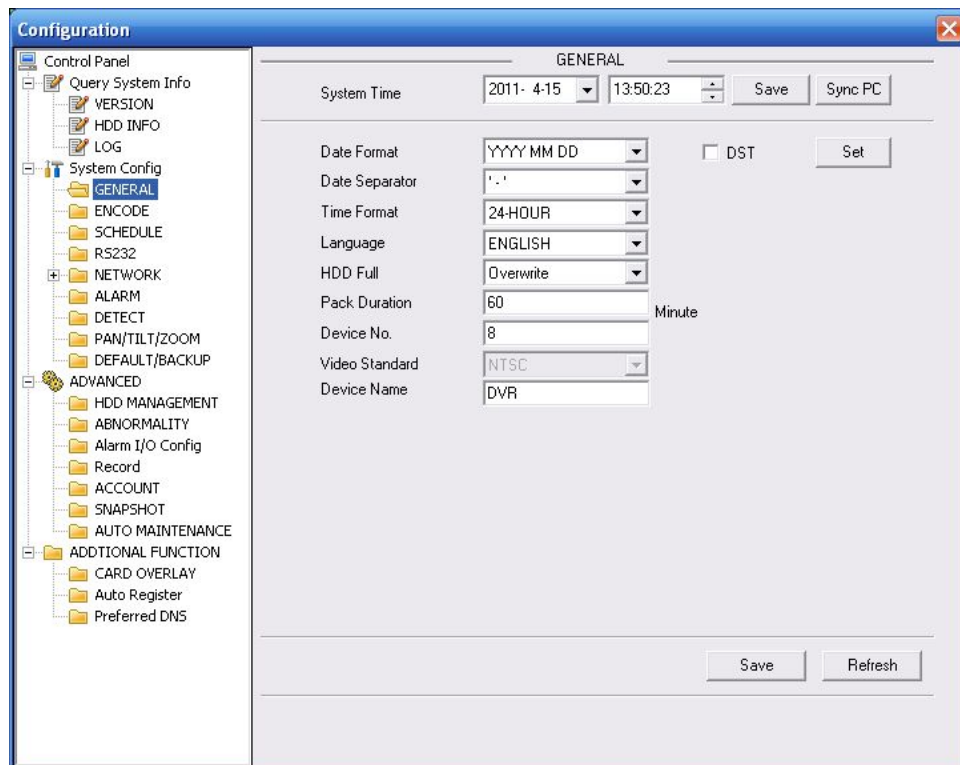 Configuration
Control Panel
Query System Info
VERSION
HDD INFO
LOG
System Config
GENERAL
ENCODE
SCHEDULE
RS232
NETWORK
ALARM
DETECT
PAN/TILT/ZOOM
DEFAULT/BACKUP
ADVANCED
HDD MANAGEMENT
ABNORMALITY
Alarm I/O Config
Record
ACCOUNT
SNAPSHOT
AUTO MAINTENANCE
ADDTIONAL FUNCTION
CARD OVERLAY
Auto Register
Preferred DNS
GENERAL
System Time 2011- 4-15 13:50:23 Save Sync PC
Date Format YYYY MM DD DST Set
Date Separator '-'
Time Format 24-HOUR
Language ENGLISH
HDD Full Overwrite
Pack Duration 60 Minute
Device No. 8
Video Standard NTSC
Device Name DVR
Save Refresh